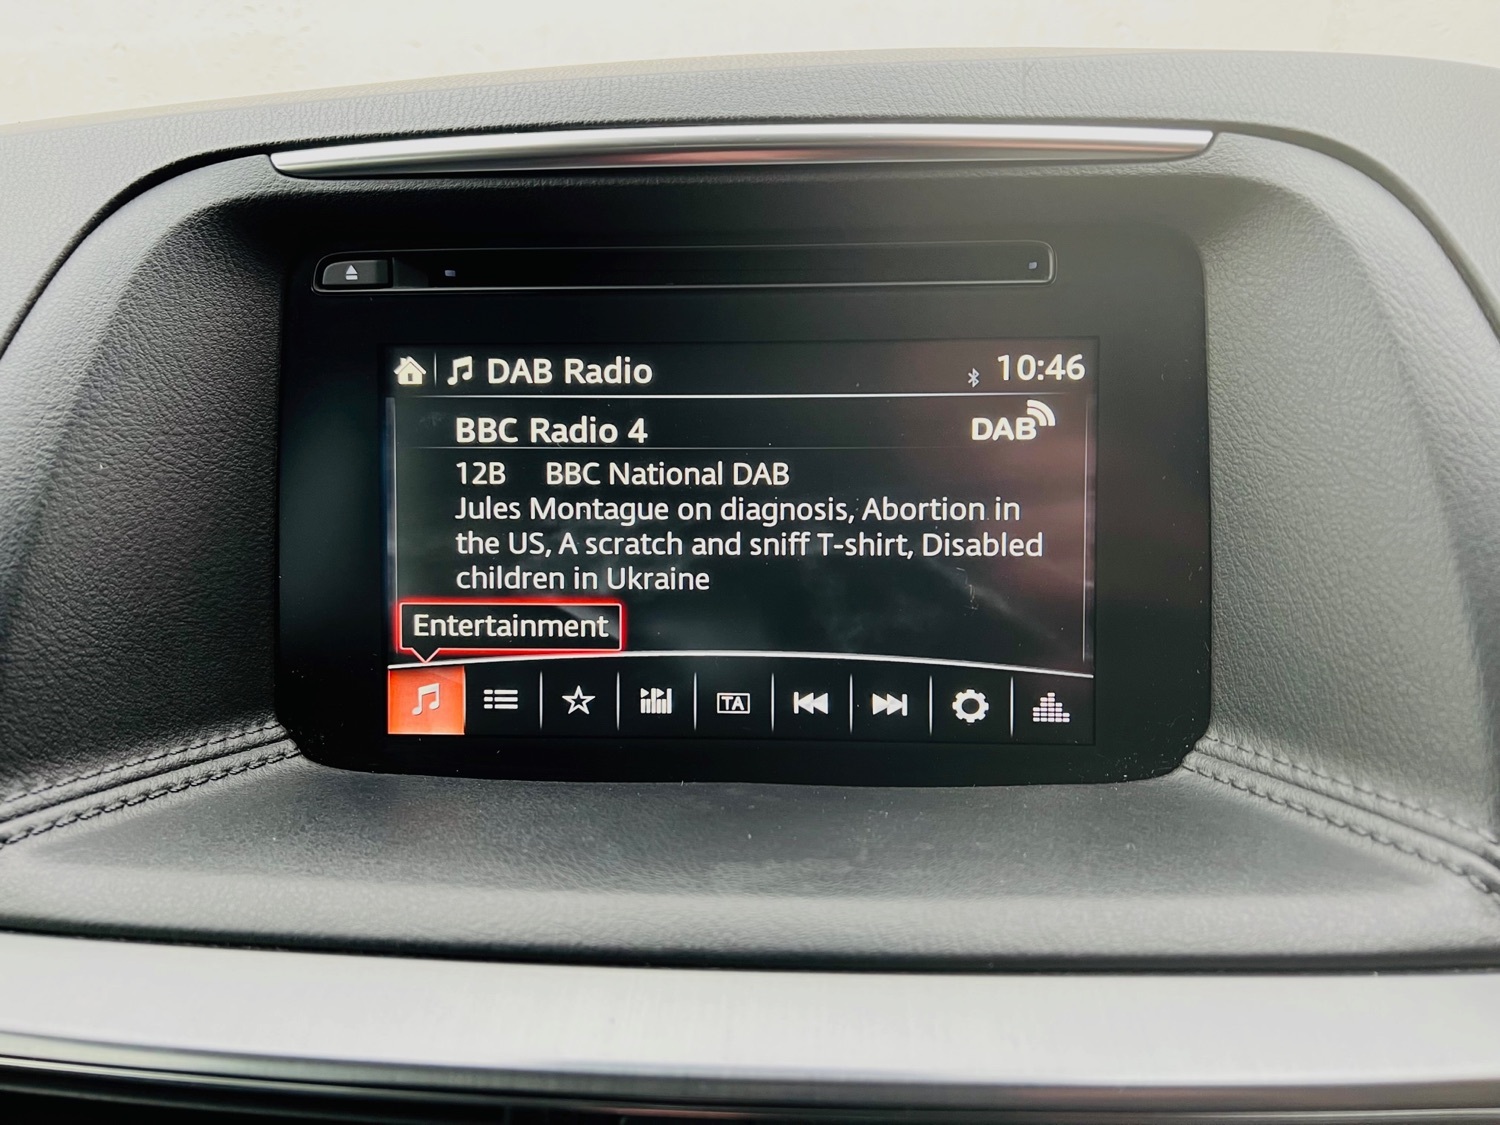 DAB Radio 10:46
BBC Radio 4 DAB
12B BBC National DAB
Jules Montague on diagnosis, Abortion in
the US, A scratch and sniff T-shirt, Disabled
children in Ukraine
Entertainment
TA